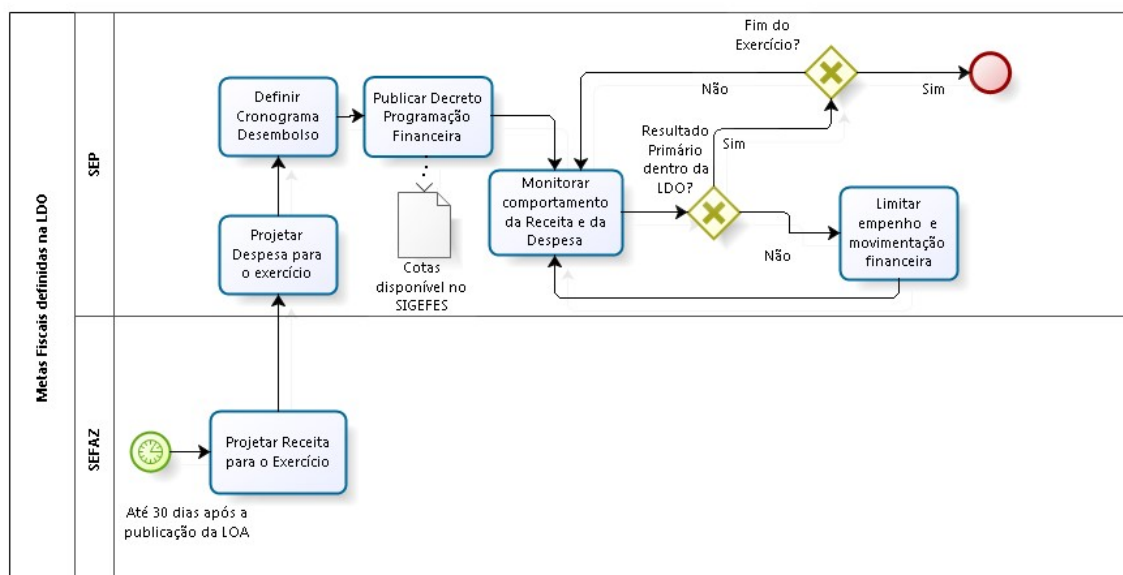 Metas Fiscais definidas na LDO
SEP
Definir
Cronograma
Desembolso
Publicar Decreto
Programação
Financeira
Fim do
Exercício?
Não
Sim
Resultado
Primário
dentro da
LDO?
Sim
Monitorar
comportamento
da Receita e da
Despesa
Não
Limitar
empenho e
movimentação
financeira
Projetar
Despesa para
o exercício
Cotas
disponível no
SIGEFES
SEFAZ
Projetar Receita
para o Exercício
Até 30 dias após a
publicação da LOA